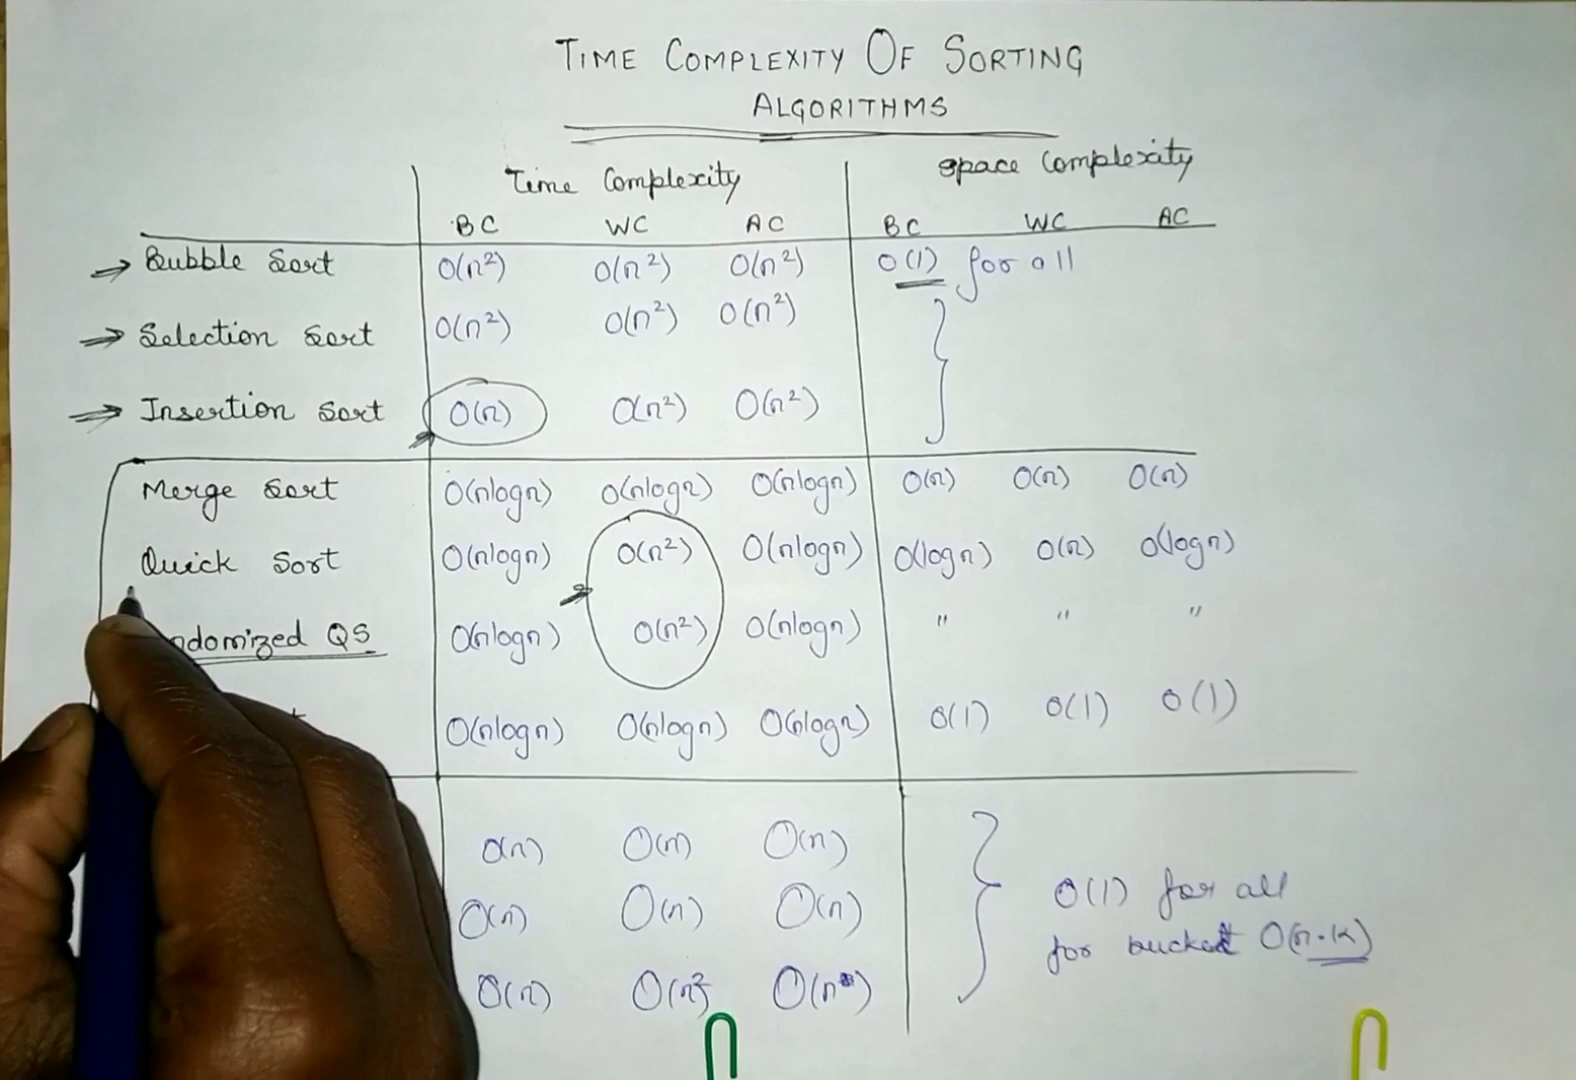 TIME COMPLEXITY OF SORTING
ALGORITHMS
Time Complexity space Complexity
BC WC AC BC WC AC
Bubble Sort O(n²) O(n²) O(n²) O(1) for all
Selection Sort O(n²) O(n²) O(n²)
Insertion Sort O(n) O(n²) O(n²)
Merge Sort O(nlogn) O(nlogn) O(nlogn) O(n) O(n) O(n)
Quick Sort O(nlogn) O(n²) O(nlogn) O(logn) O(n) O(logn)
ndomized QS O(nlogn) O(n²) O(nlogn) " " "
O(nlogn) O(nlogn) O(nlogn) O(1) O(1) O(1)
O(n) O(n) O(n)
O(n) O(n) O(n) O(1) for all
for bucket O(n.k)
O(n) O(n²